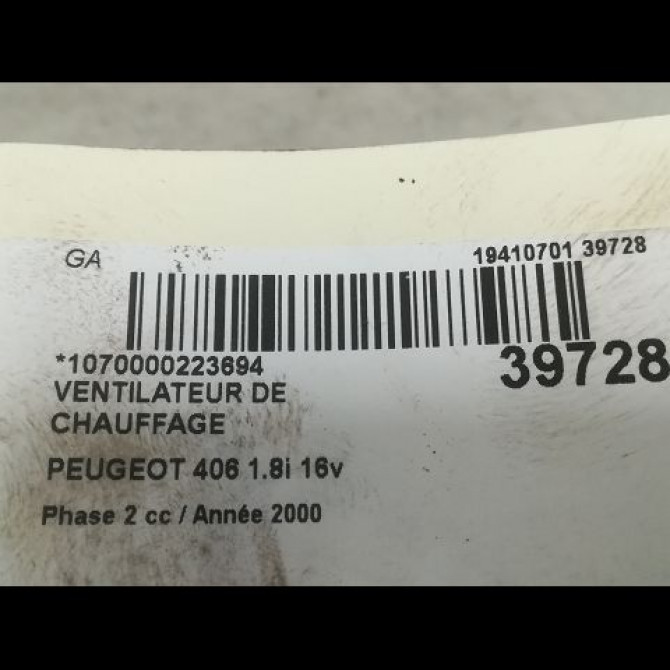 GA
19410701 39728
*1070000223694
39728
VENTILATEUR DE
CHAUFFAGE
PEUGEOT 406 1.8i 16v
Phase 2 cc / Année 2000